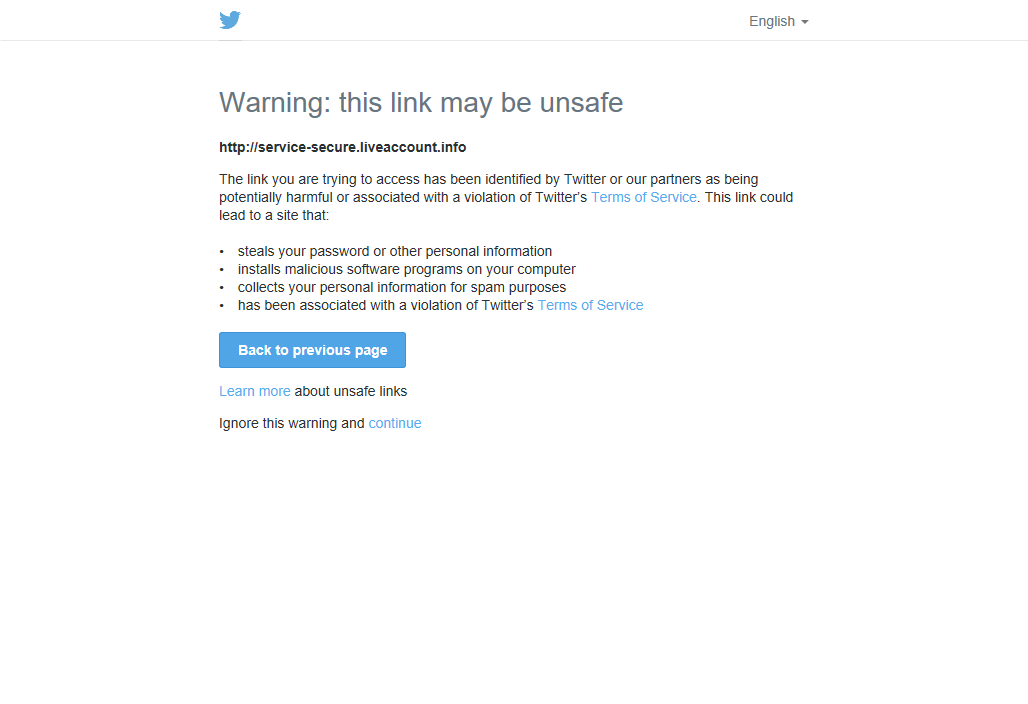 English
Warning: this link may be unsafe
http://service-secure.liveaccount.info
The link you are trying to access has been identified by Twitter or our partners as being
potentially harmful or associated with a violation of Twitter’s Terms of Service. This link could
lead to a site that:
• steals your password or other personal information
• installs malicious software programs on your computer
• collects your personal information for spam purposes
• has been associated with a violation of Twitter’s Terms of Service
Back to previous page
Learn more about unsafe links
Ignore this warning and continue